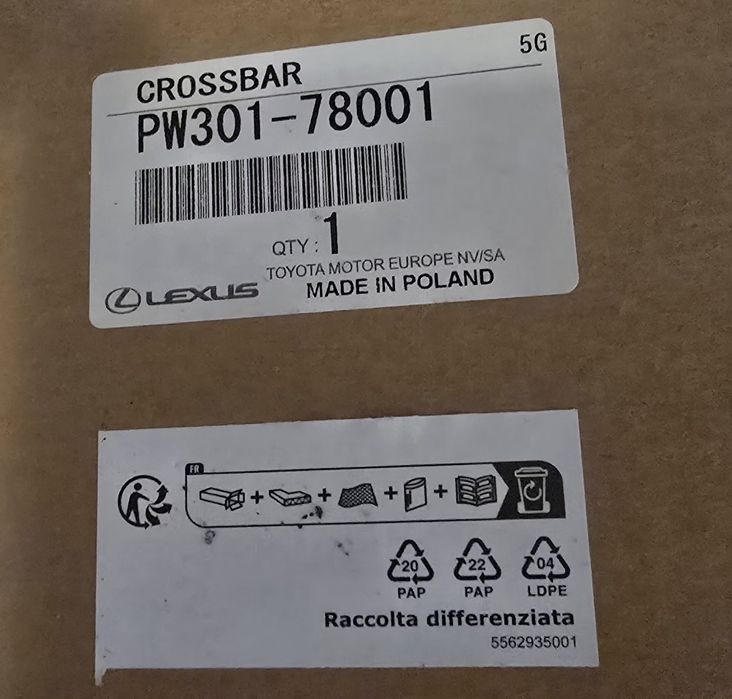 5G
CROSSBAR
PW301-78001
QTY : 1
TOYOTA MOTOR EUROPE NV/SA
LEXUS MADE IN POLAND
FR
+ + + +
20 22 04
PAP PAP LDPE
Raccolta differenziata
5562935001